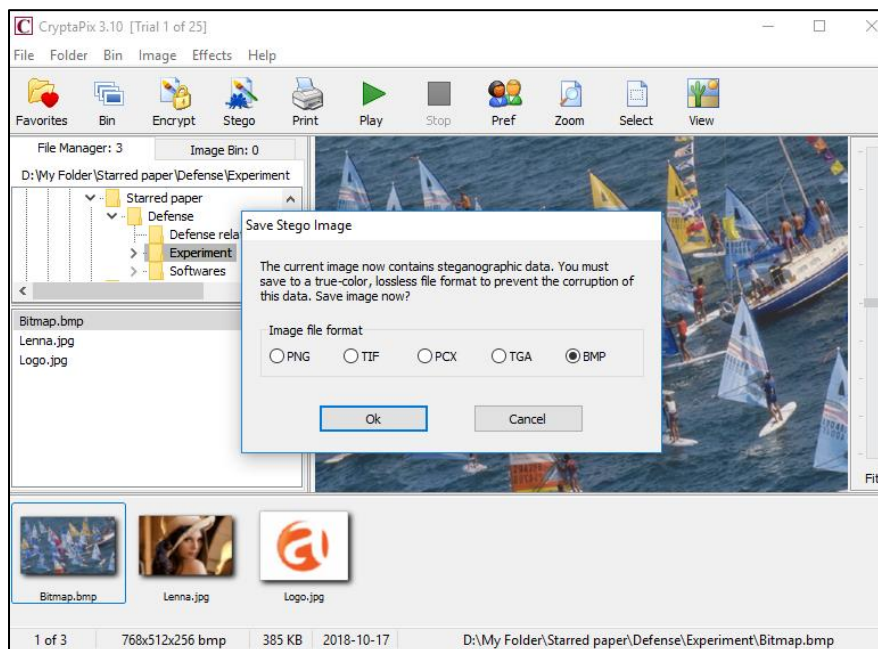 CryptaPix 3.10 [Trial 1 of 25]
File Folder Bin Image Effects Help
Favorites Bin Encrypt Stego Print Play Stop Pref Zoom Select View
File Manager: 3 Image Bin: 0
D:\My Folder\Starred paper\Defense\Experiment
Starred paper
Defense
Defense rela
Experiment
Softwares
Save Stego Image
The current image now contains steganographic data. You must
save to a true-color, lossless file format to prevent the corruption of
this data. Save image now?
Image file format
PNG TIF PCX TGA BMP
Ok Cancel
Bitmap.bmp
Lenna.jpg
Logo.jpg
Fit
Bitmap.bmp Lenna.jpg Logo.jpg
1 of 3 768x512x256 bmp 385 KB 2018-10-17 D:\My Folder\Starred paper\Defense\Experiment\Bitmap.bmp